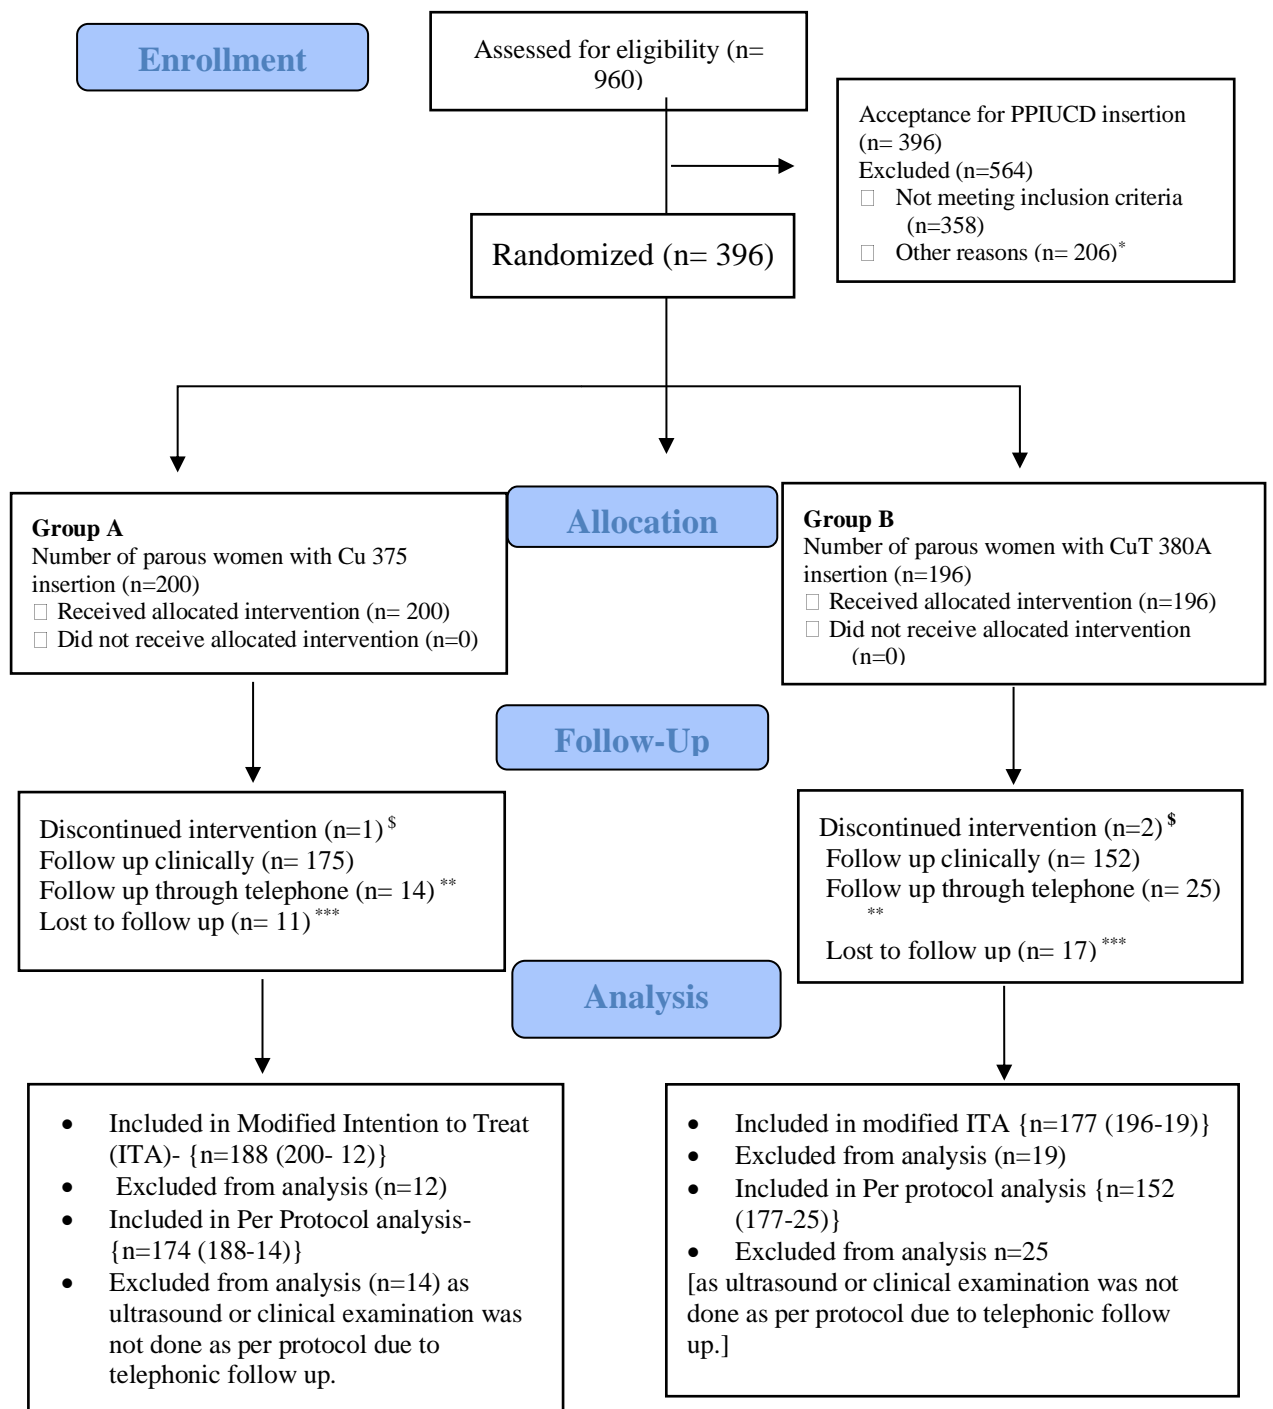 Enrollment
Assessed for eligibility (n=
960)
Acceptance for PPIUCD insertion
(n= 396)
Excluded (n=564)
□ Not meeting inclusion criteria
(n=358)
□ Other reasons (n= 206)*
Randomized (n= 396)
Allocation
Group A
Number of parous women with Cu 375
insertion (n=200)
□ Received allocated intervention (n= 200)
□ Did not receive allocated intervention (n=0)
Group B
Number of parous women with CuT 380A
insertion (n=196)
□ Received allocated intervention (n=196)
□ Did not receive allocated intervention
(n=0)
Follow-Up
Discontinued intervention (n=1) $
Follow up clinically (n= 175)
Follow up through telephone (n= 14) **
Lost to follow up (n= 11) ***
Discontinued intervention (n=2) $
Follow up clinically (n= 152)
Follow up through telephone (n= 25)
**
Lost to follow up (n= 17) ***
Analysis
• Included in Modified Intention to Treat
(ITA)- {n=188 (200- 12)}
• Excluded from analysis (n=12)
• Included in Per Protocol analysis-
{n=174 (188-14)}
• Excluded from analysis (n=14) as
ultrasound or clinical examination was
not done as per protocol due to
telephonic follow up.
• Included in modified ITA {n=177 (196-19)}
• Excluded from analysis (n=19)
• Included in Per protocol analysis {n=152
(177-25)}
• Excluded from analysis n=25
[as ultrasound or clinical examination was not
done as per protocol due to telephonic follow
up.]